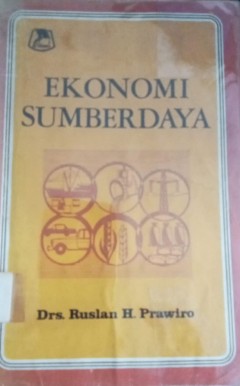 EKONOMI
SUMBERDAYA
Drs. Ruslan H. Prawiro